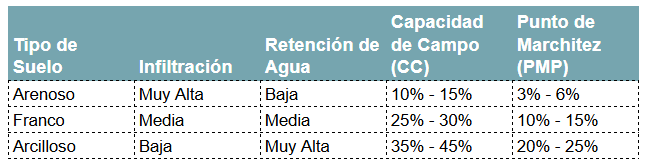 Tipo de Suelo Infiltración Retención de Agua Capacidad de Campo (CC) Punto de Marchitez (PMP)
Arenoso Muy Alta Baja 10% - 15% 3% - 6%
Franco Media Media 25% - 30% 10% - 15%
Arcilloso Baja Muy Alta 35% - 45% 20% - 25%